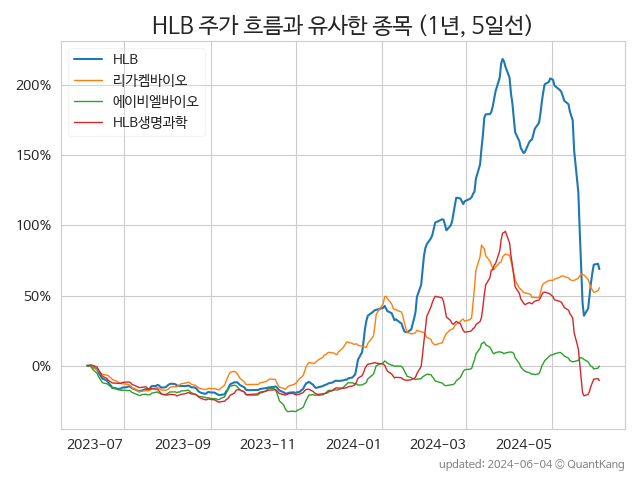 HLB 주가 흐름과 유사한 종목 (1년, 5일선)
HLB
리가켐바이오
에이비엘바이오
HLB생명과학
200%
150%
100%
50%
0%
2023-07 2023-09 2023-11 2024-01 2024-03 2024-05
updated: 2024-06-04 © QuantKang